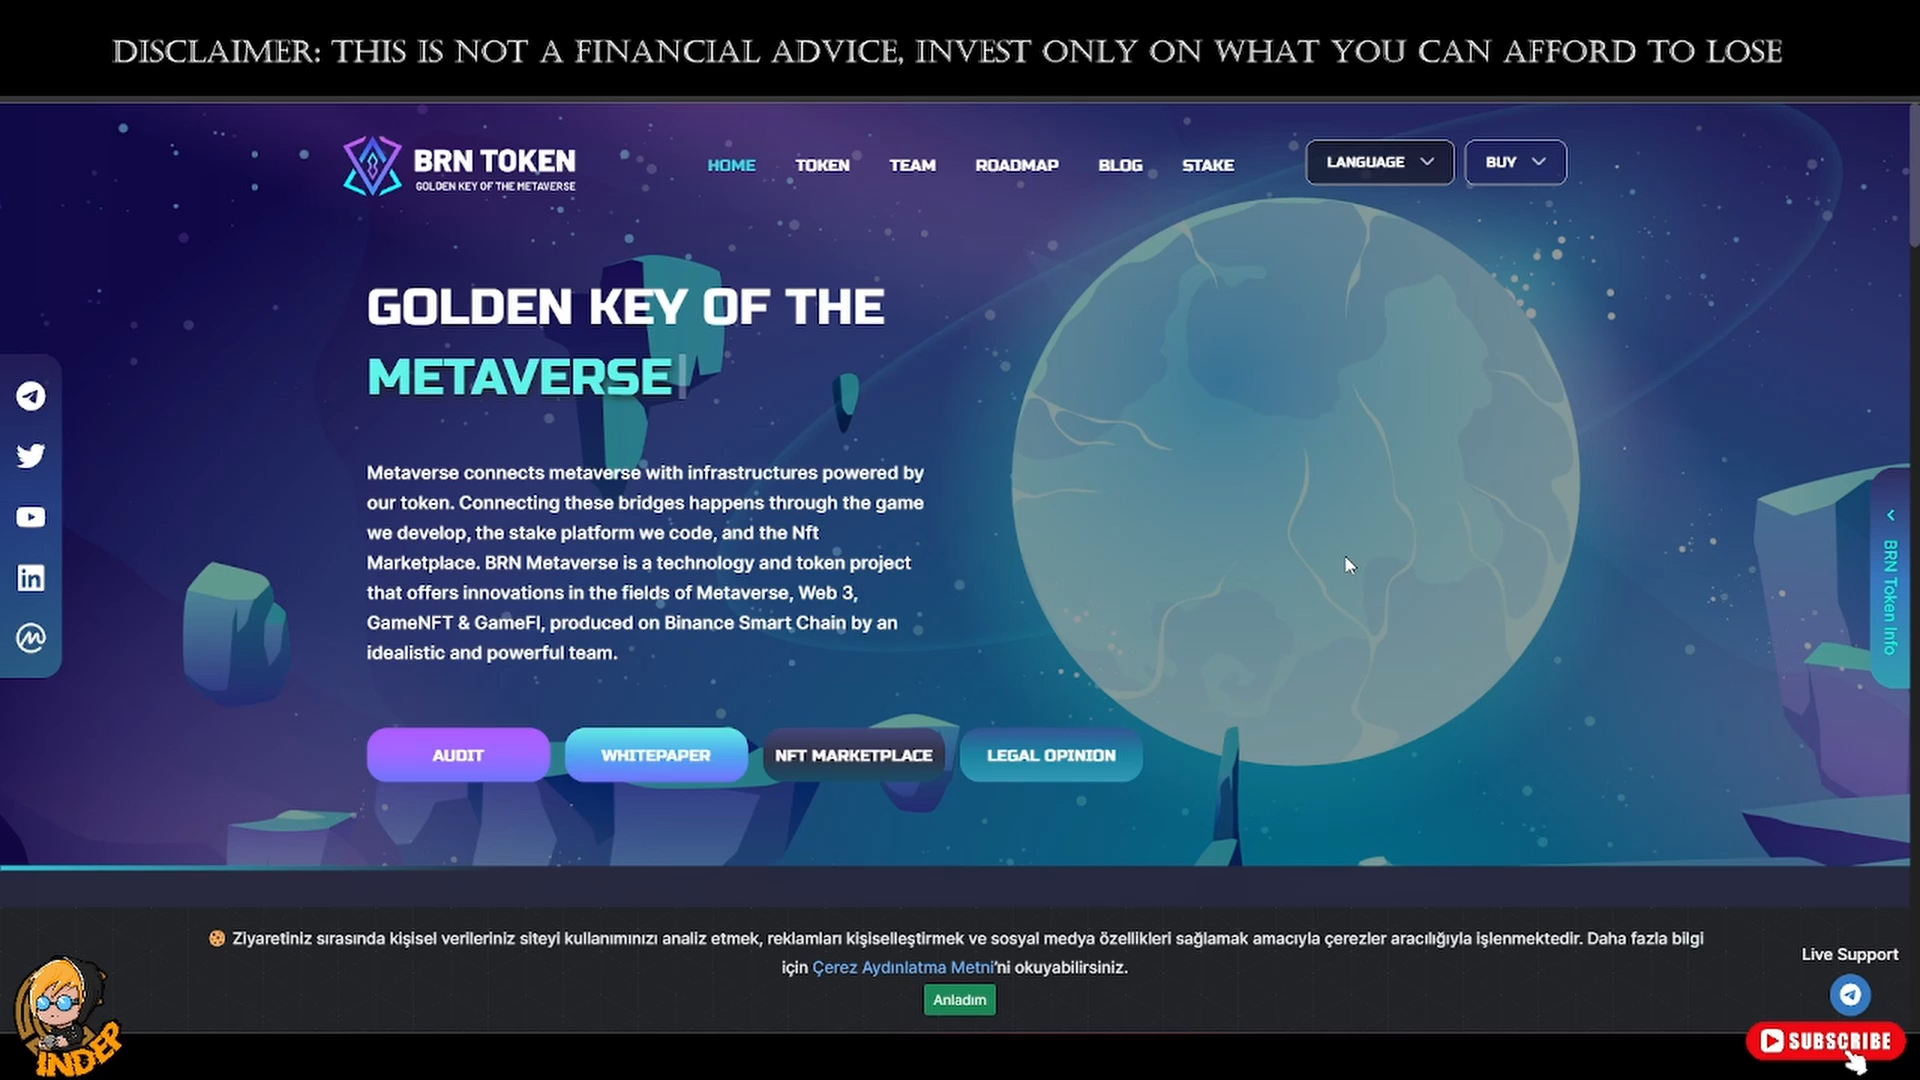 DISCLAIMER: THIS IS NOT A FINANCIAL ADVICE, INVEST ONLY ON WHAT YOU CAN AFFORD TO LOSE
BRN TOKEN
GOLDEN KEY OF THE METAVERSE
HOME TOKEN TEAM ROADMAP BLOG STAKE LANGUAGE BUY
GOLDEN KEY OF THE
METAVERSE
Metaverse connects metaverse with infrastructures powered by
our token. Connecting these bridges happens through the game
we develop, the stake platform we code, and the Nft
Marketplace. BRN Metaverse is a technology and token project
that offers innovations in the fields of Metaverse, Web 3,
GameNFT & GameFI, produced on Binance Smart Chain by an
idealistic and powerful team.
AUDIT WHITEPAPER NFT MARKETPLACE LEGAL OPINION
BRN Token Info
Ziyaretiniz sırasında kişisel verileriniz siteyi kullanımınızı analiz etmek, reklamları kişiselleştirmek ve sosyal medya özellikleri sağlamak amacıyla çerezler aracılığıyla işlenmektedir. Daha fazla bilgi
için Çerez Aydınlatma Metni'ni okuyabilirsiniz.
Anladım
Live Support
INDEP
SUBSCRIBE